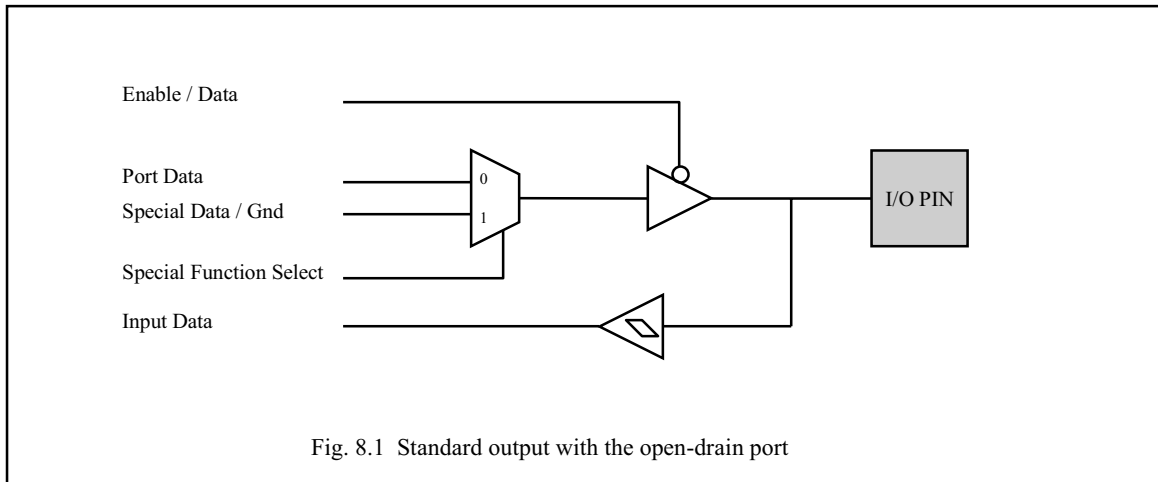 Enable / Data
Port Data
0
Special Data / Gnd
1
I/O PIN
Special Function Select
Input Data
Fig. 8.1 Standard output with the open-drain port